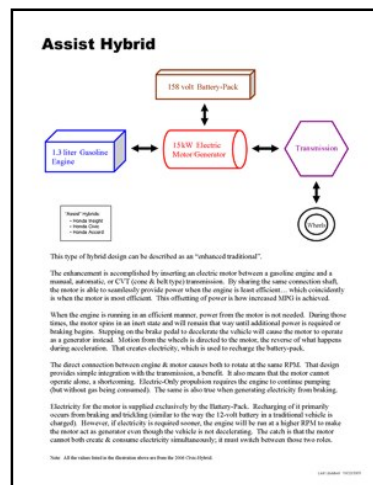 Assist Hybrid
158 volt Battery-Pack
1.3 liter Gasoline
Engine
15kW Electric
Motor/Generator
Transmission
Wheels
"Assist" Hybrids:
- Honda Insight
- Honda Civic
- Honda Accord
This type of hybrid design can be described as an "enhanced traditional".
The enhancement is accomplished by inserting an electric motor between a gasoline engine and a
manual, automatic, or CVT (cone & belt type) transmission. By sharing the same connection shaft,
the motor is able to seamlessly provide power when the engine is least efficient... which coincidently
is when the motor is most efficient. This offsetting of power is how increased MPG is achieved.
When the engine is running in an efficient manner, power from the motor is not needed. During those
times, the motor spins in an inert state and will remain that way until additional power is required or
braking begins. Stepping on the brake pedal to decelerate the vehicle will cause the motor to operate
as a generator instead. Motion from the wheels is directed to the motor, the reverse of what happens
during acceleration. That creates electricity, which is used to recharge the battery-pack.
The direct connection between engine & motor causes both to rotate at the same RPM. That design
provides simple integration with the transmission, a benefit. It also means that the motor cannot
operate alone, a shortcoming. Electric-Only propulsion requires the engine to continue pumping
(but without gas being consumed). The same is also true when generating electricity from braking.
Electricity for the motor is supplied exclusively by the Battery-Pack. Recharging of it primarily
occurs from braking and trickling (similar to the way the 12-volt battery in a traditional vehicle is
charged). However, if electricity is required sooner, the engine will be run at a higher RPM to make
the motor act as generator even though the vehicle is not decelerating. The catch is that the motor
cannot both create & consume electricity simultaneously; it must switch between those two roles.
Note: All the values listed in the illustration above are from the 2006 Civic-Hybrid.
Last Updated: